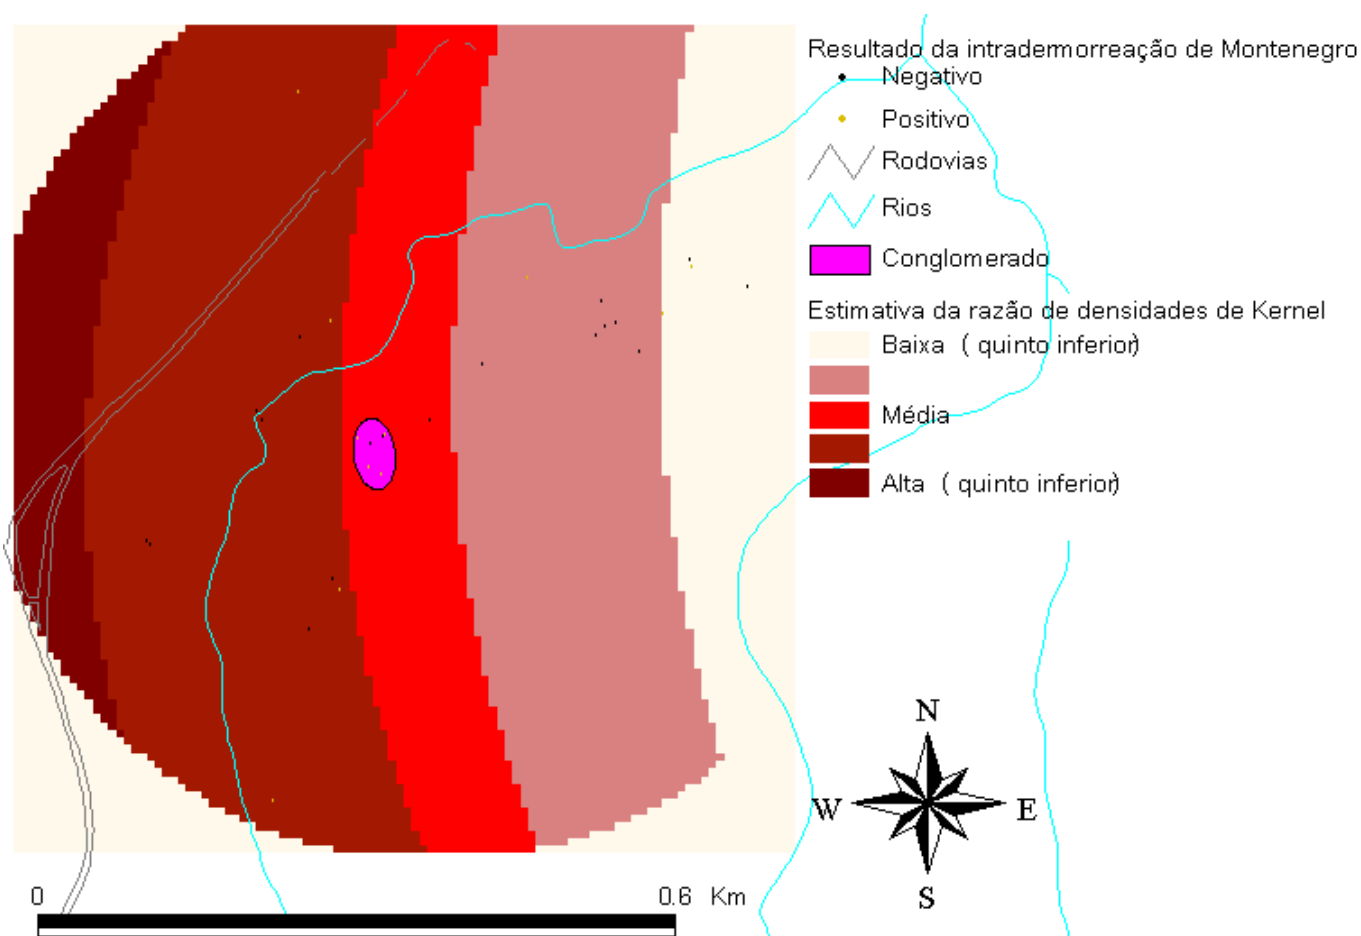 Resultado da intradermorreação de Montenegro
Negativo
Positivo
Rodovias
Rios
Conglomerado
Estimativa da razão de densidades de Kernel
Baixa ( quinto inferior)
Média
Alta ( quinto inferior)
N
W E
S
0 0.6 Km